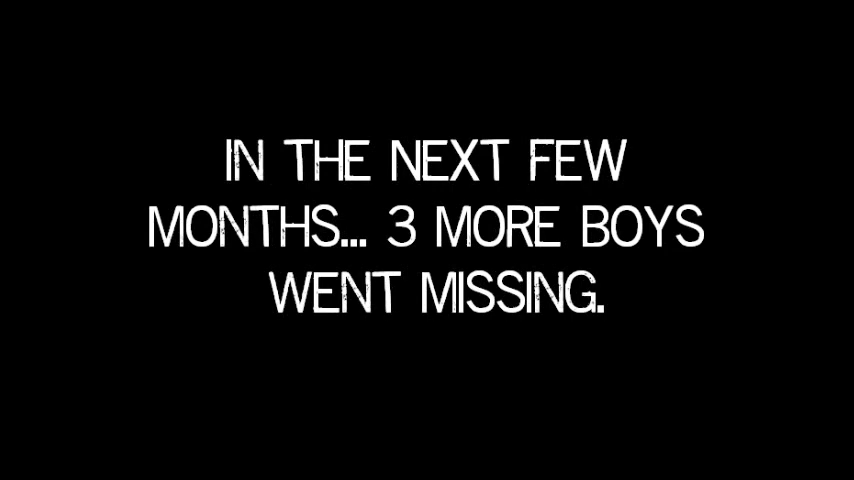 IN THE NEXT FEW
MONTHS... 3 MORE BOYS
WENT MISSING.